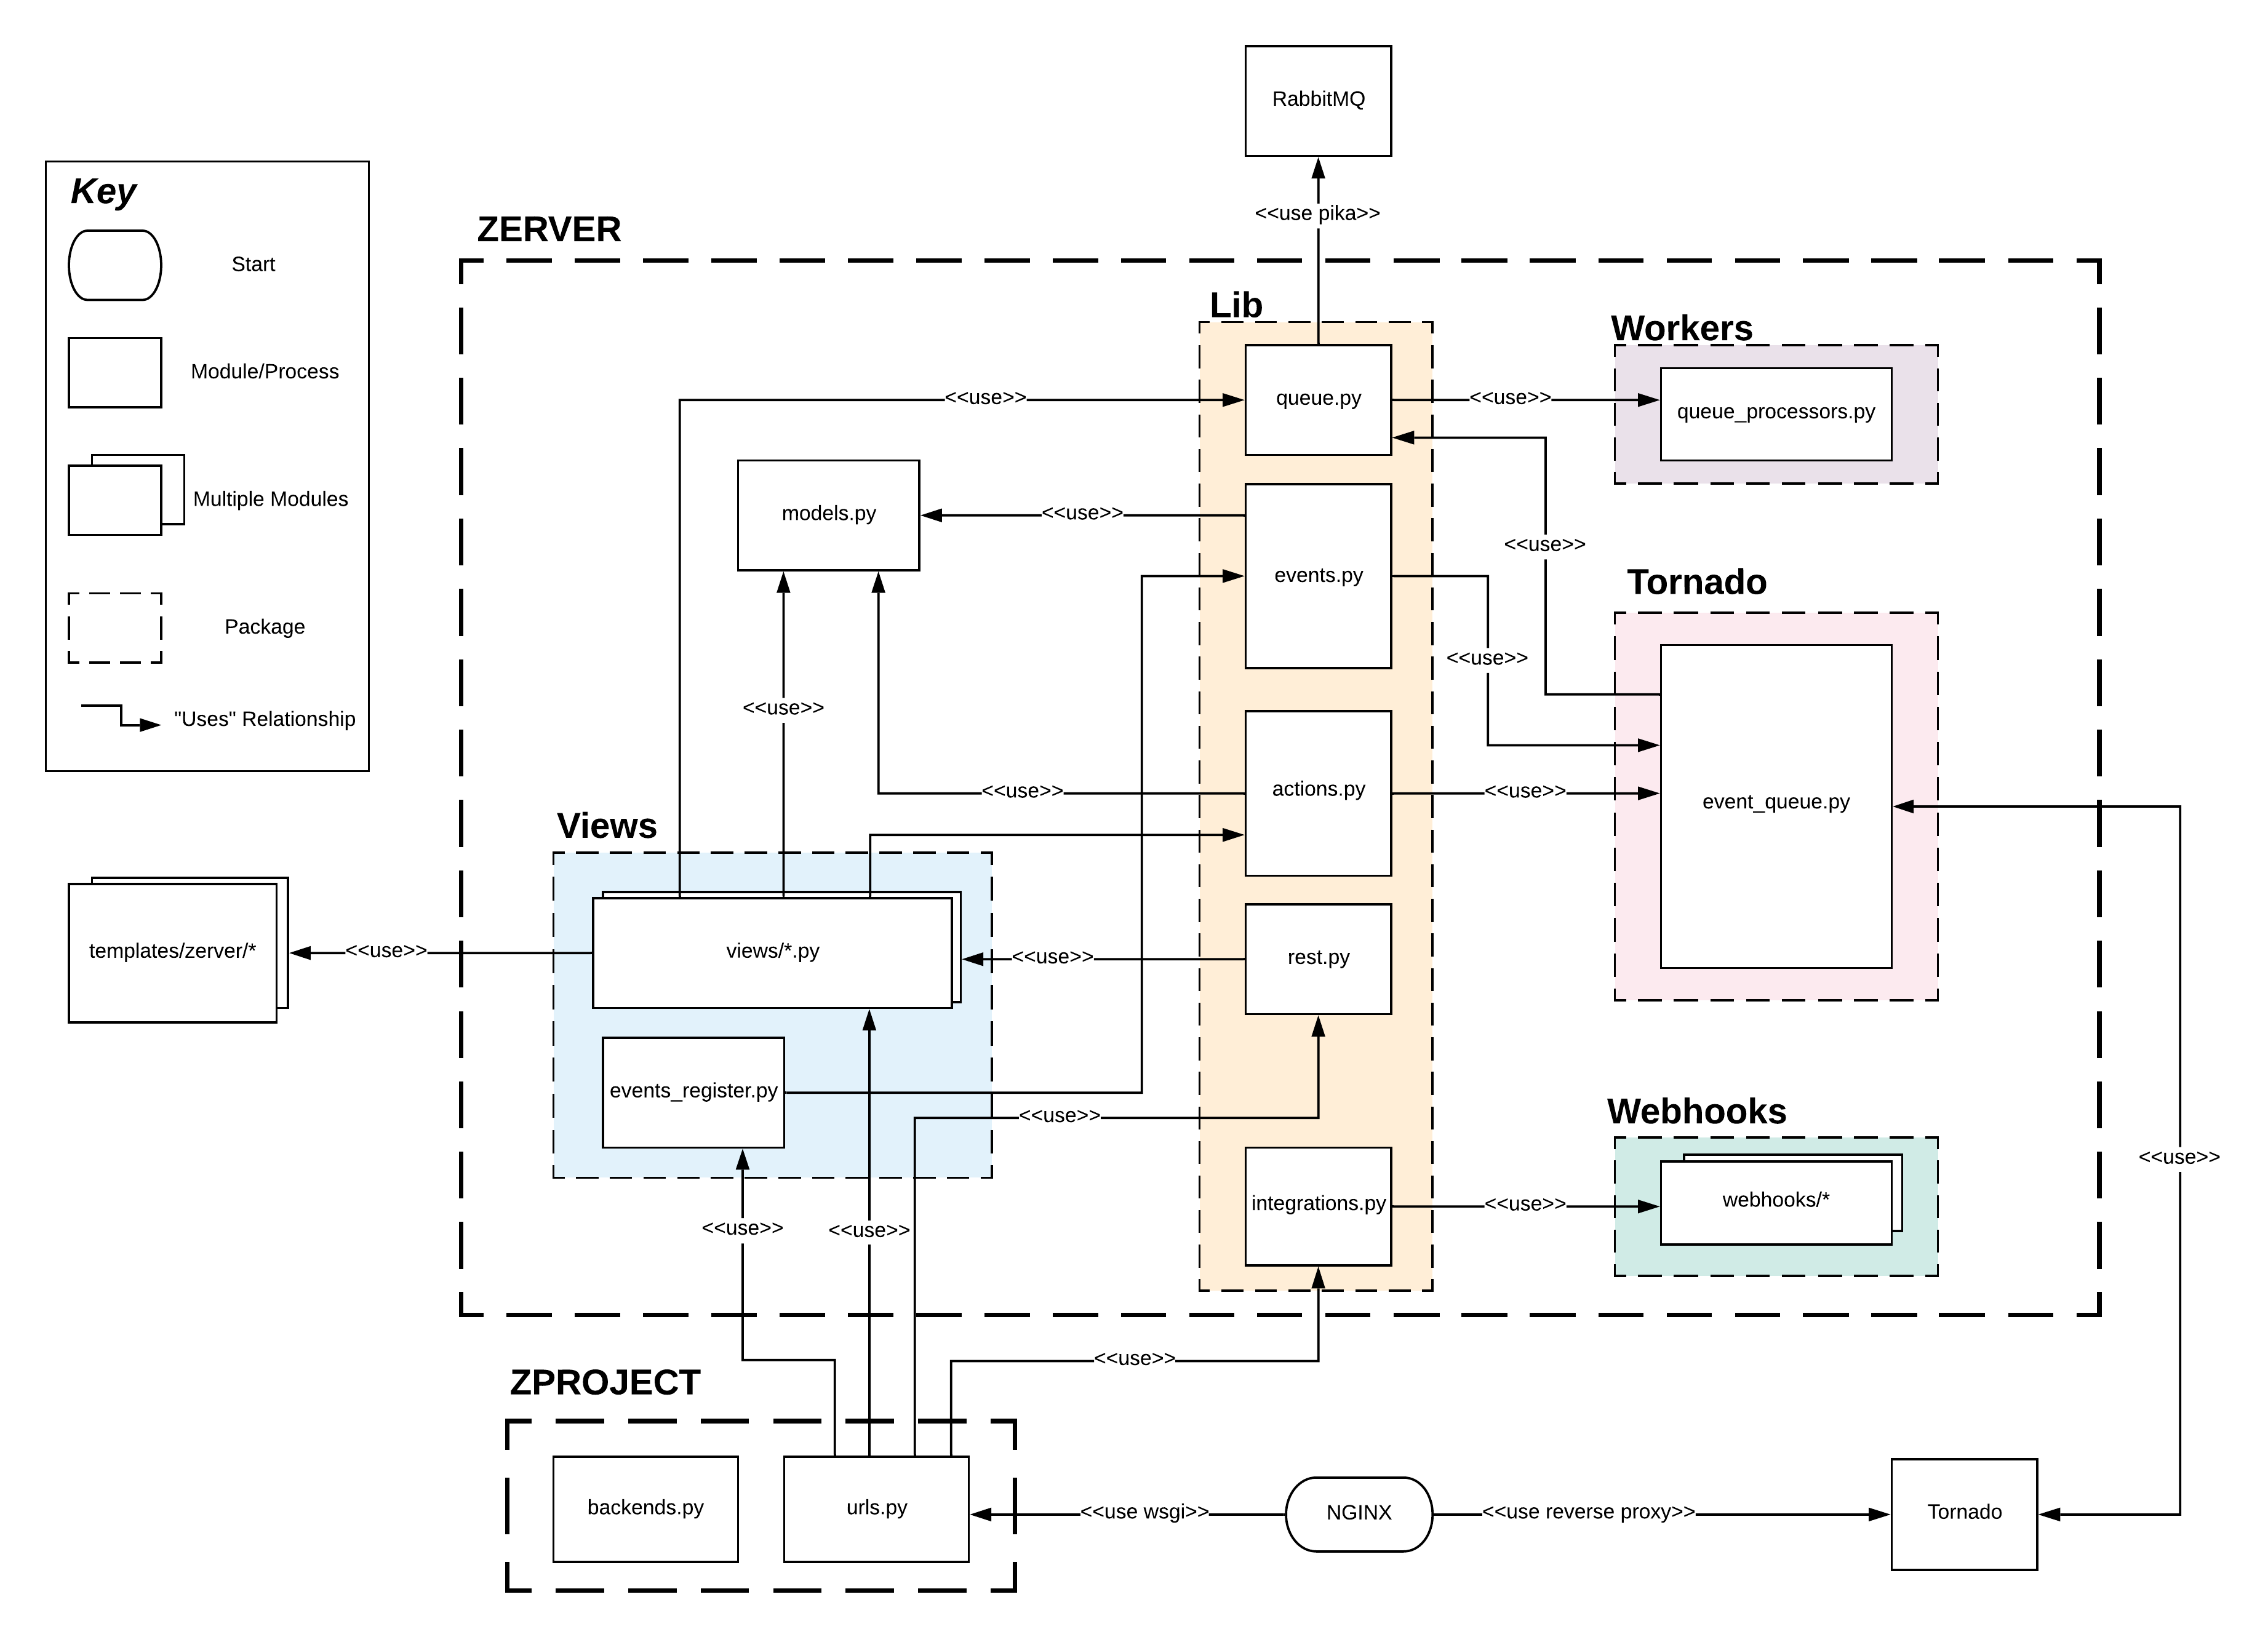 RabbitMQ
<<use pika>>
Key
Start
Module/Process
Multiple Modules
Package
"Uses" Relationship
ZERVER
Lib
Workers
<<use>>
queue.py
<<use>>
queue_processors.py
models.py
<<use>>
<<use>>
events.py
Tornado
<<use>>
<<use>>
<<use>>
actions.py
<<use>>
event_queue.py
Views
templates/zerver/*
<<use>>
views/*.py
<<use>>
rest.py
events_register.py
<<use>>
Webhooks
<<use>>
integrations.py
<<use>>
webhooks/*
<<use>>
<<use>>
<<use>>
ZPROJECT
backends.py
urls.py
<<use wsgi>>
NGINX
<<use reverse proxy>>
Tornado